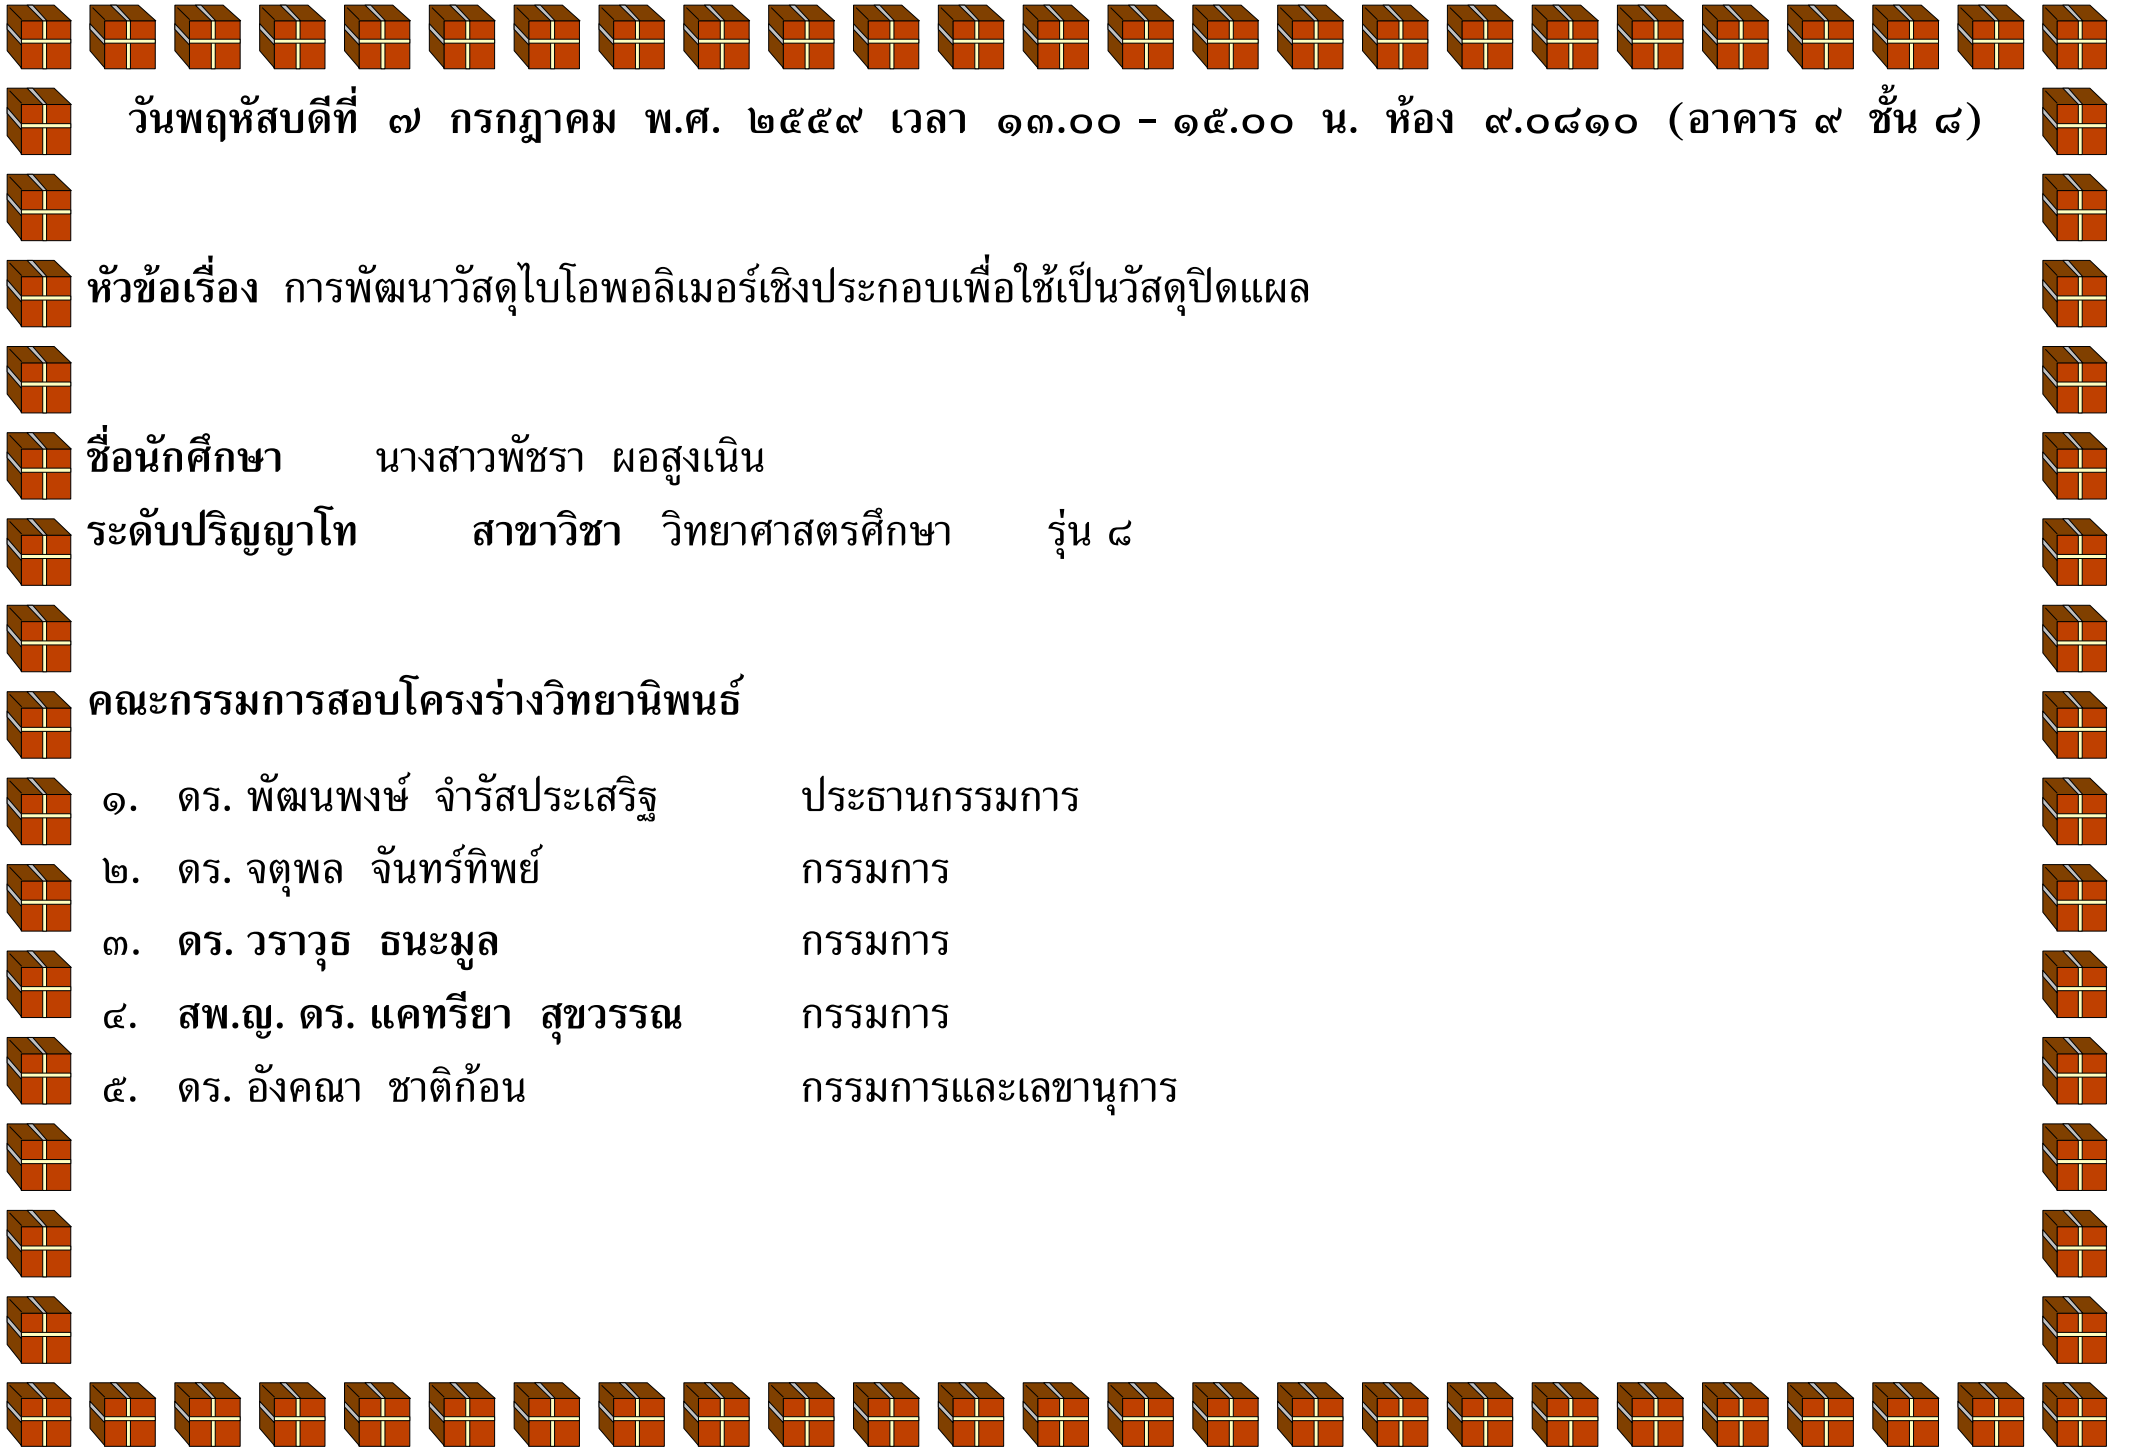 วันพฤหัสบดีที่ ๗ กรกฎาคม พ.ศ. ๒๕๕๙ เวลา ๑๓.๐๐ - ๑๕.๐๐ น. ห้อง ๙.๐๘๑๐ (อาคาร ๙ ชั้น ๘)
หัวข้อเรื่อง การพัฒนาวัสดุไบโอพอลิเมอร์เชิงประกอบเพื่อใช้เป็นวัสดุปิดแผล
ชื่อนักศึกษา นางสาวพัชรา ผอสูงเนิน
ระดับปริญญาโท สาขาวิชา วิทยาศาสตรศึกษา รุ่น ๘
คณะกรรมการสอบโครงร่างวิทยานิพนธ์
๑. ดร. พัฒนพงษ์ จำรัสประเสริฐ ประธานกรรมการ
๒. ดร. จตุพล จันทร์ทิพย์ กรรมการ
๓. ดร. วราวุธ ธนะมูล กรรมการ
๔. สพ.ญ. ดร. แคทรียา สุขวรรณ กรรมการ
๕. ดร. อังคณา ชาติก้อน กรรมการและเลขานุการ